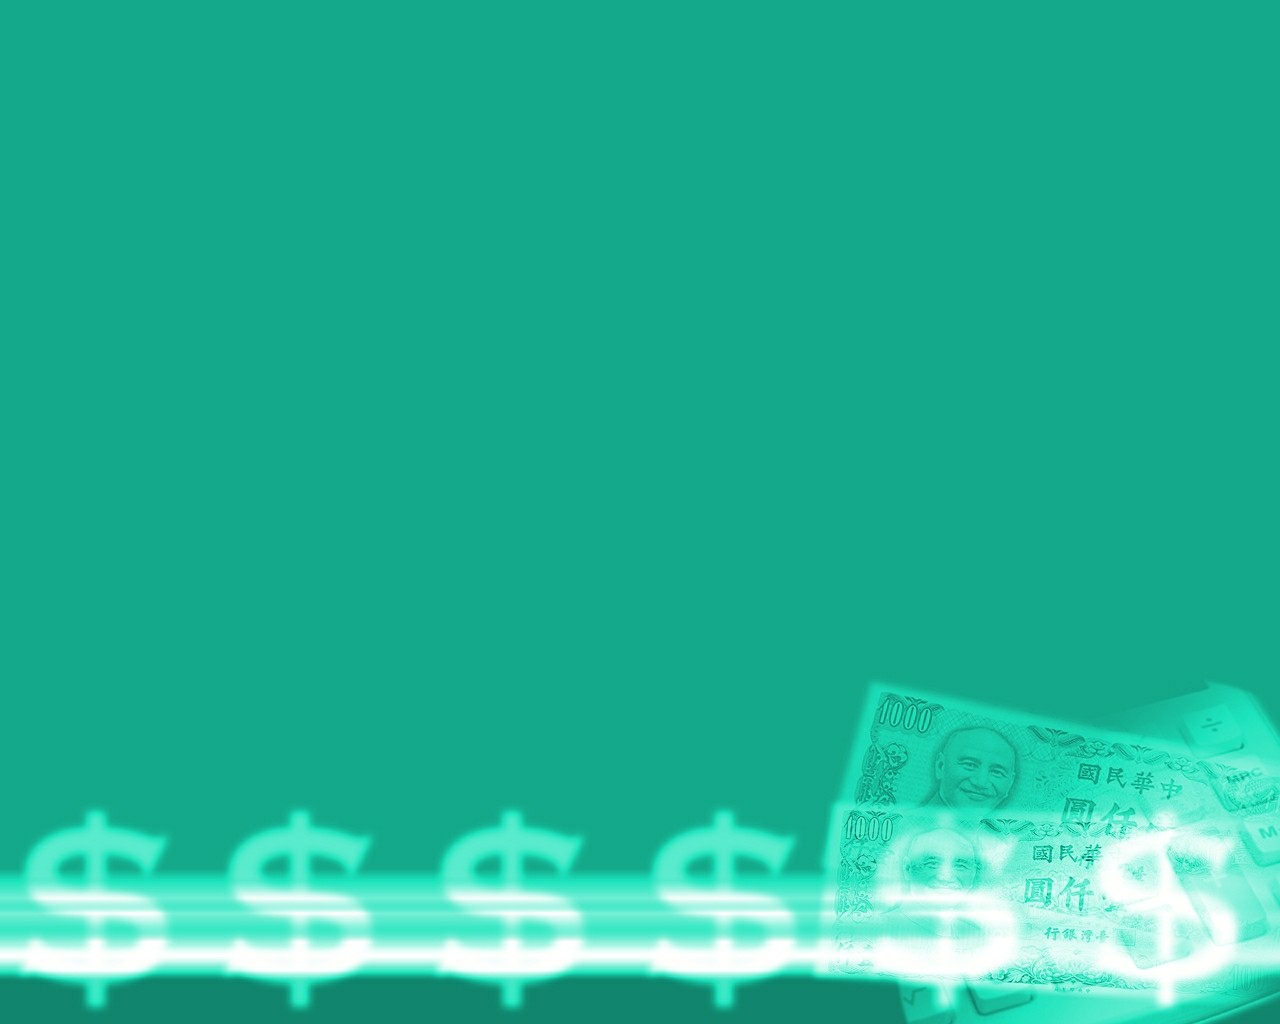 1000
國民華中
圓仟
÷
MRC
M
1000
國民華
圓仟
行銀灣臺
$ $ $ $ $ $